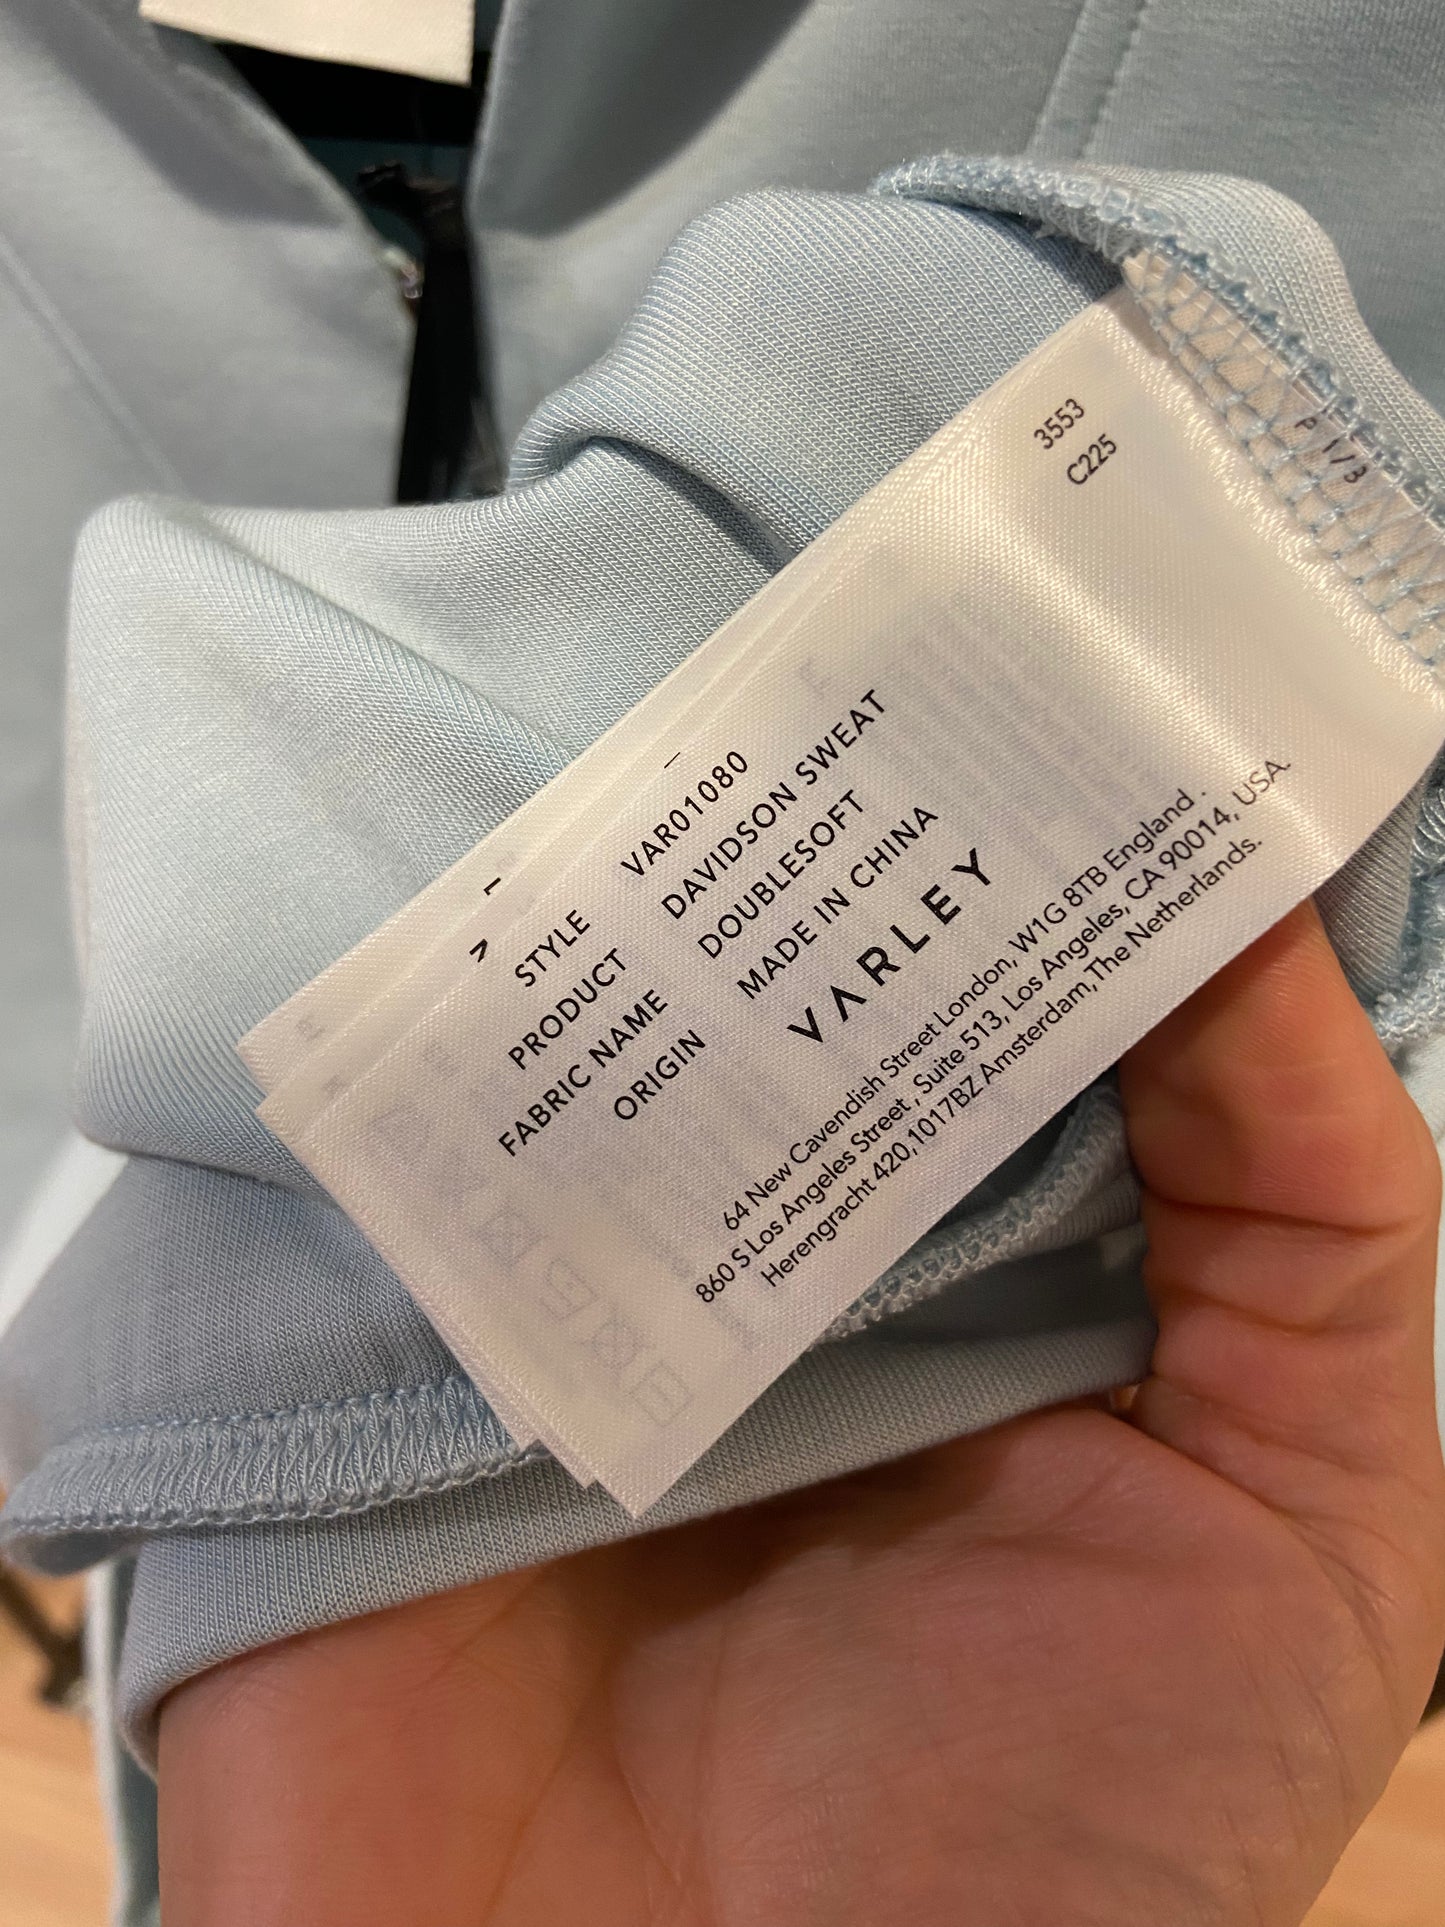 3553
C225
P 1/3
STYLE VAR01080
PRODUCT DAVIDSON SWEAT
FABRIC NAME DOUBLESOFT
ORIGIN MADE IN CHINA
VARLEY
64 New Cavendish Street London, W1G 8TB England .
860 S Los Angeles Street , Suite 513, Los Angeles, CA 90014, USA.
Herengracht 420,1017BZ Amsterdam,The Netherlands.